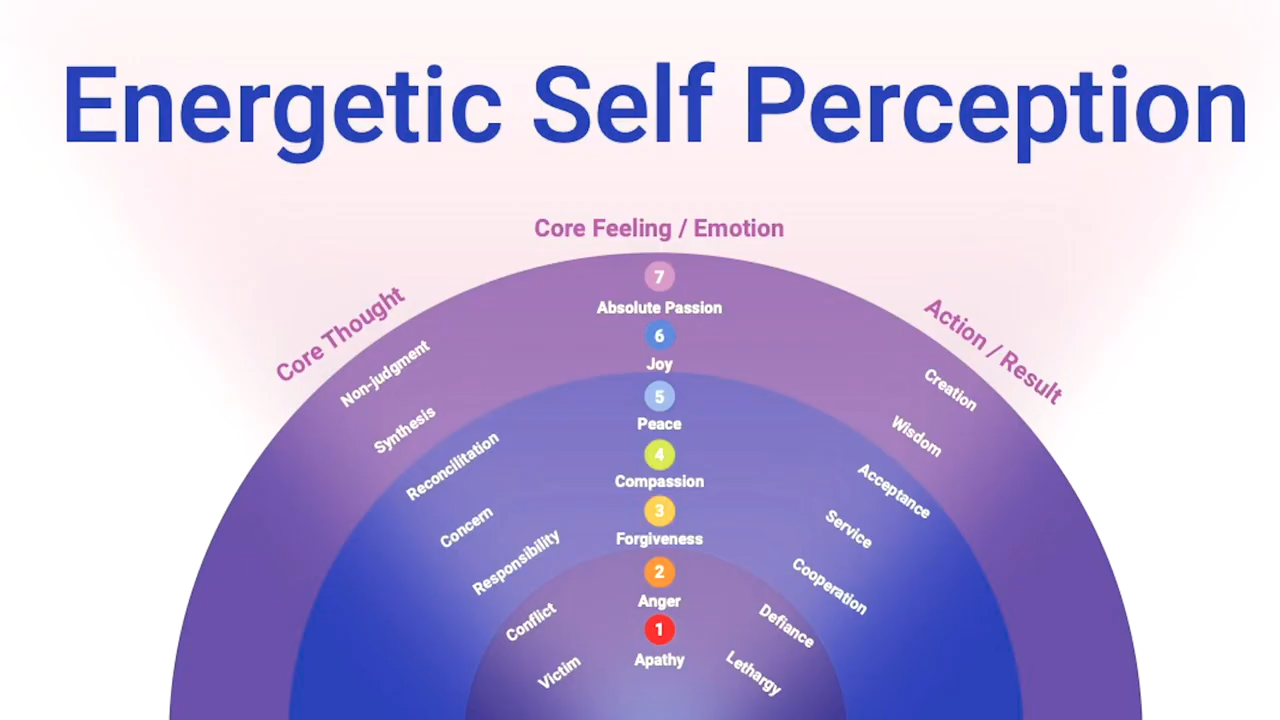 Energetic Self Perception
Core Feeling / Emotion
Core Thought
Action / Result
7
Absolute Passion
Non-judgment
Creation
6
Joy
Synthesis
Wisdom
5
Peace
Reconciliation
Acceptance
4
Compassion
Concern
Service
3
Forgiveness
Responsibility
Cooperation
2
Anger
Conflict
Defiance
1
Apathy
Victim
Lethargy